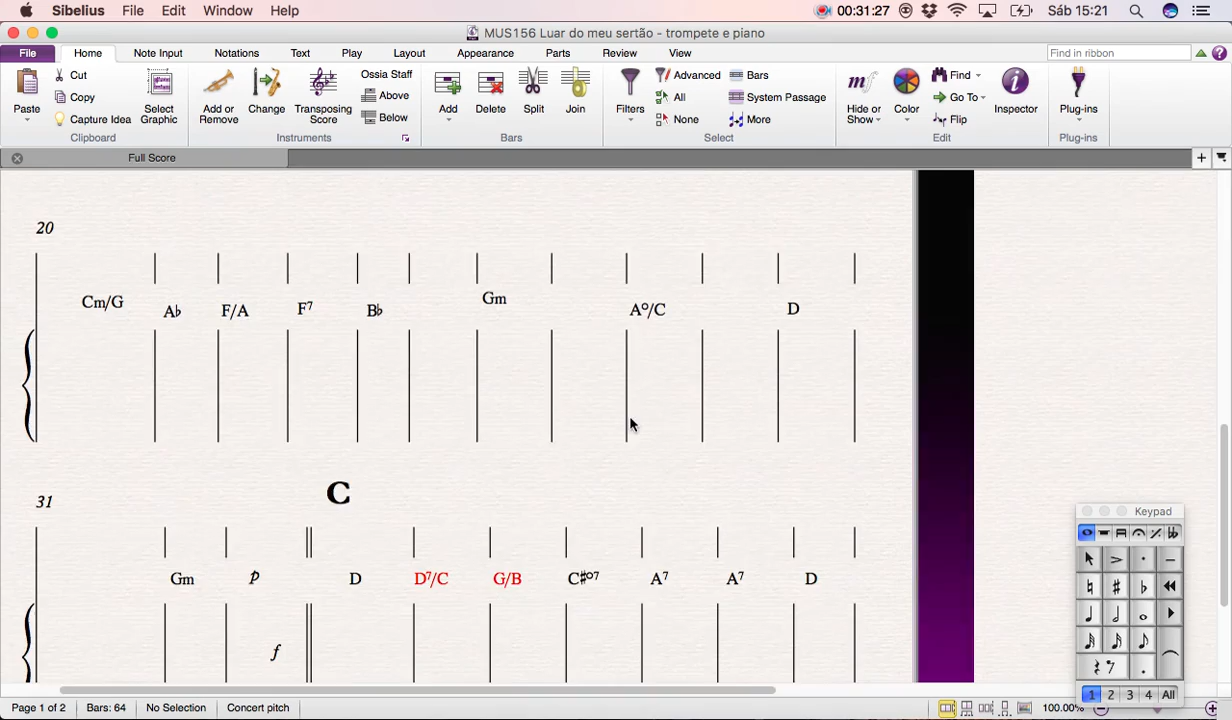 Sibelius File Edit Window Help 00:31:27 Sáb 15:21
MUS156 Luar do meu sertão - trompete e piano
File Home Note Input Notations Text Play Layout Appearance Parts Review View Find in ribbon
Paste Cut Copy Capture Idea Select Graphic Clipboard
Add or Remove Change Transposing Score Ossia Staff Above Below Instruments
Add Delete Split Join Bars
Filters Advanced All None Bars System Passage More Select
Hide or Show Color Find Go To Flip Inspector Edit
Plug-ins Plug-ins
Full Score
20
Cm/G A♭ F/A F7 B♭ Gm A°/C D
C
31
Gm p D D7/C G/B C♯°7 A7 A7 D
f
Keypad
1 2 3 4 All
Page 1 of 2 Bars: 64 No Selection Concert pitch 100.00%